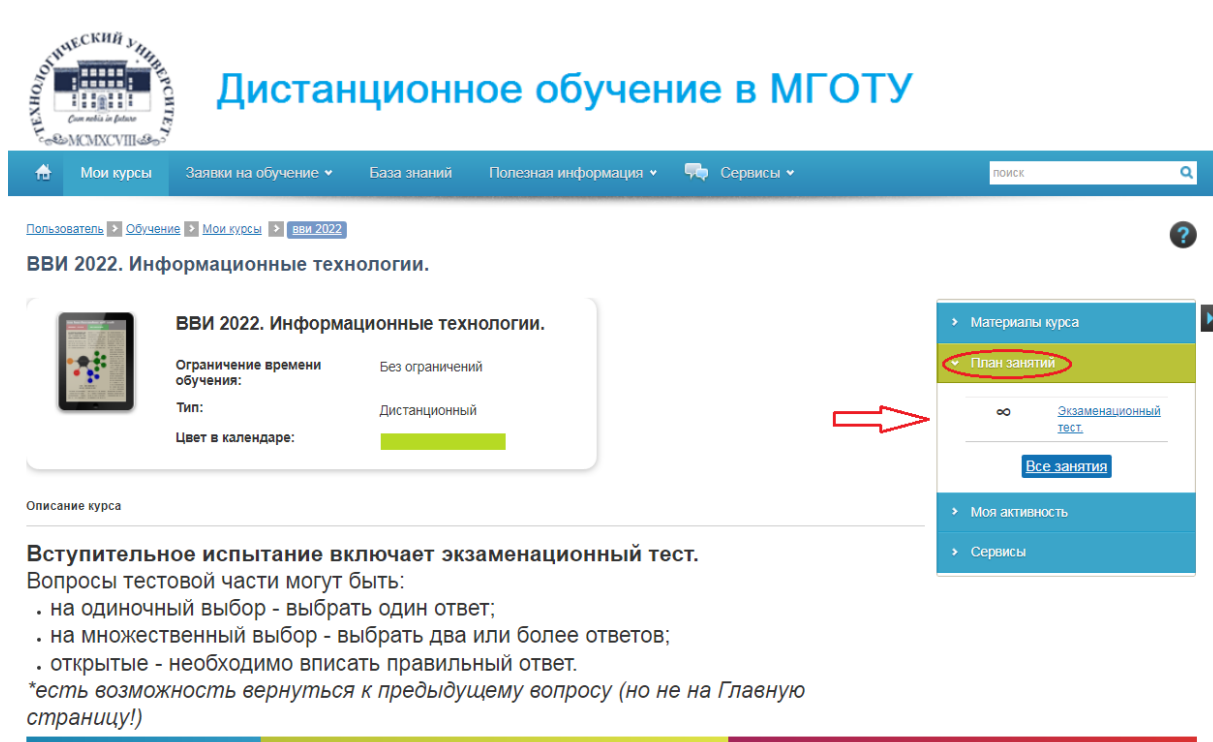 ТЕХНОЛОГИЧЕСКИЙ УНИВЕРСИТЕТ
Cum nobis in futuro
MCMXCVIII
Дистанционное обучение в МГОТУ
Мои курсы Заявки на обучение База знаний Полезная информация Сервисы поиск
Пользователь Обучение Мои курсы вви 2022
?
ВВИ 2022. Информационные технологии.
ВВИ 2022. Информационные технологии.
Ограничение времени обучения: Без ограничений
Тип: Дистанционный
Цвет в календаре:
Материалы курса
План занятий
∞ Экзаменационный
тест.
Все занятия
Моя активность
Сервисы
Описание курса
Вступительное испытание включает экзаменационный тест.
Вопросы тестовой части могут быть:
• на одиночный выбор - выбрать один ответ;
• на множественный выбор - выбрать два или более ответов;
• открытые - необходимо вписать правильный ответ.
*есть возможность вернуться к предыдущему вопросу (но не на Главную
страницу!)